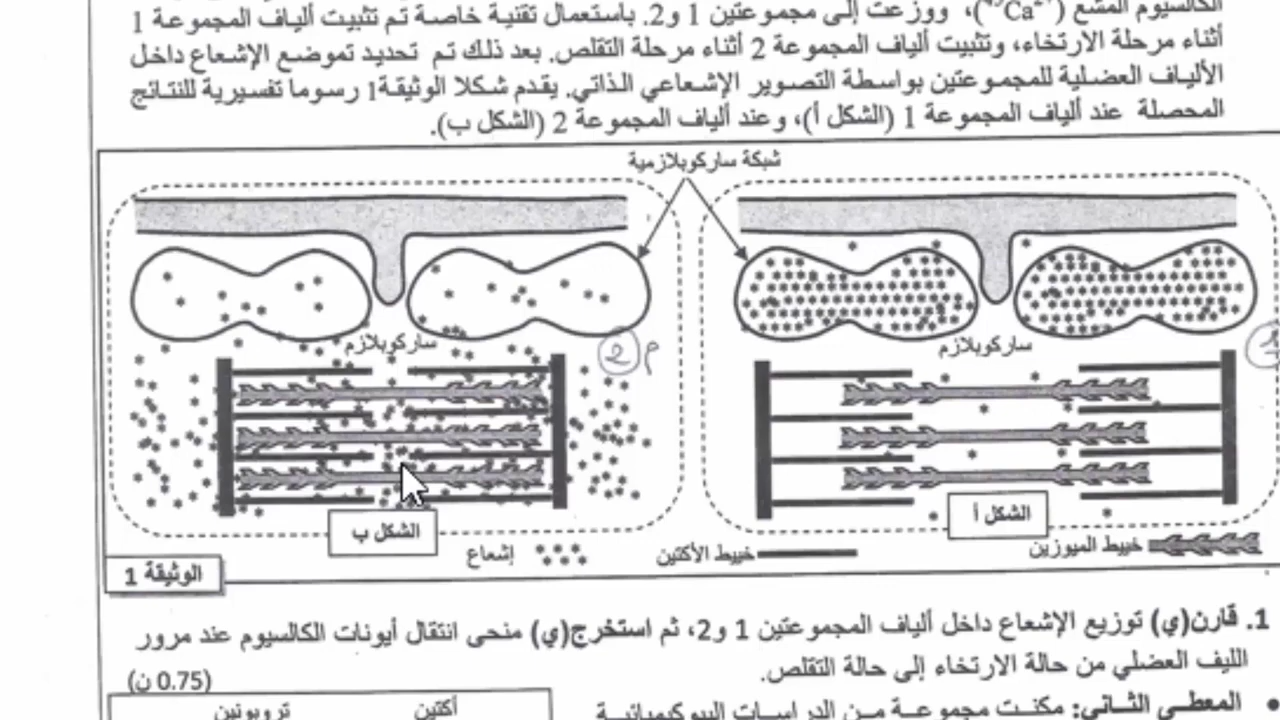 الكالسيوم المشع (⁴⁵Ca²⁺)، ووزعت إلى مجموعتين 1 و2. باستعمال تقنية خاصة تم تثبيت ألياف المجموعة 1
أثناء مرحلة الارتخاء، وتثبيت ألياف المجموعة 2 أثناء مرحلة التقلص. بعد ذلك تم تحديد تموضع الإشعاع داخل
الألياف العضلية للمجموعتين بواسطة التصوير الإشعاعي الذاتي. يقدم شكلا الوثيقة1 رسوما تفسيرية للنتائج
المحصلة عند ألياف المجموعة 1 (الشكل أ)، وعند ألياف المجموعة 2 (الشكل ب).
شبكة ساركوبلازمية
ساركوبلازم
ساركوبلازم
2م
1
الشكل أ
الشكل ب
خييط الميوزين
خييط الأكتين
إشعاع
الوثيقة 1
1. قارن(ي) توزيع الإشعاع داخل ألياف المجموعتين 1 و2، ثم استخرج(ي) منحى انتقال أيونات الكالسيوم عند مرور
الليف العضلي من حالة الارتخاء إلى حالة التقلص.
(0.75 ن)
• المعطى الثاني: مكنت مجموعة من الدراسات البيوكيميائية
أكتين
تروبونين